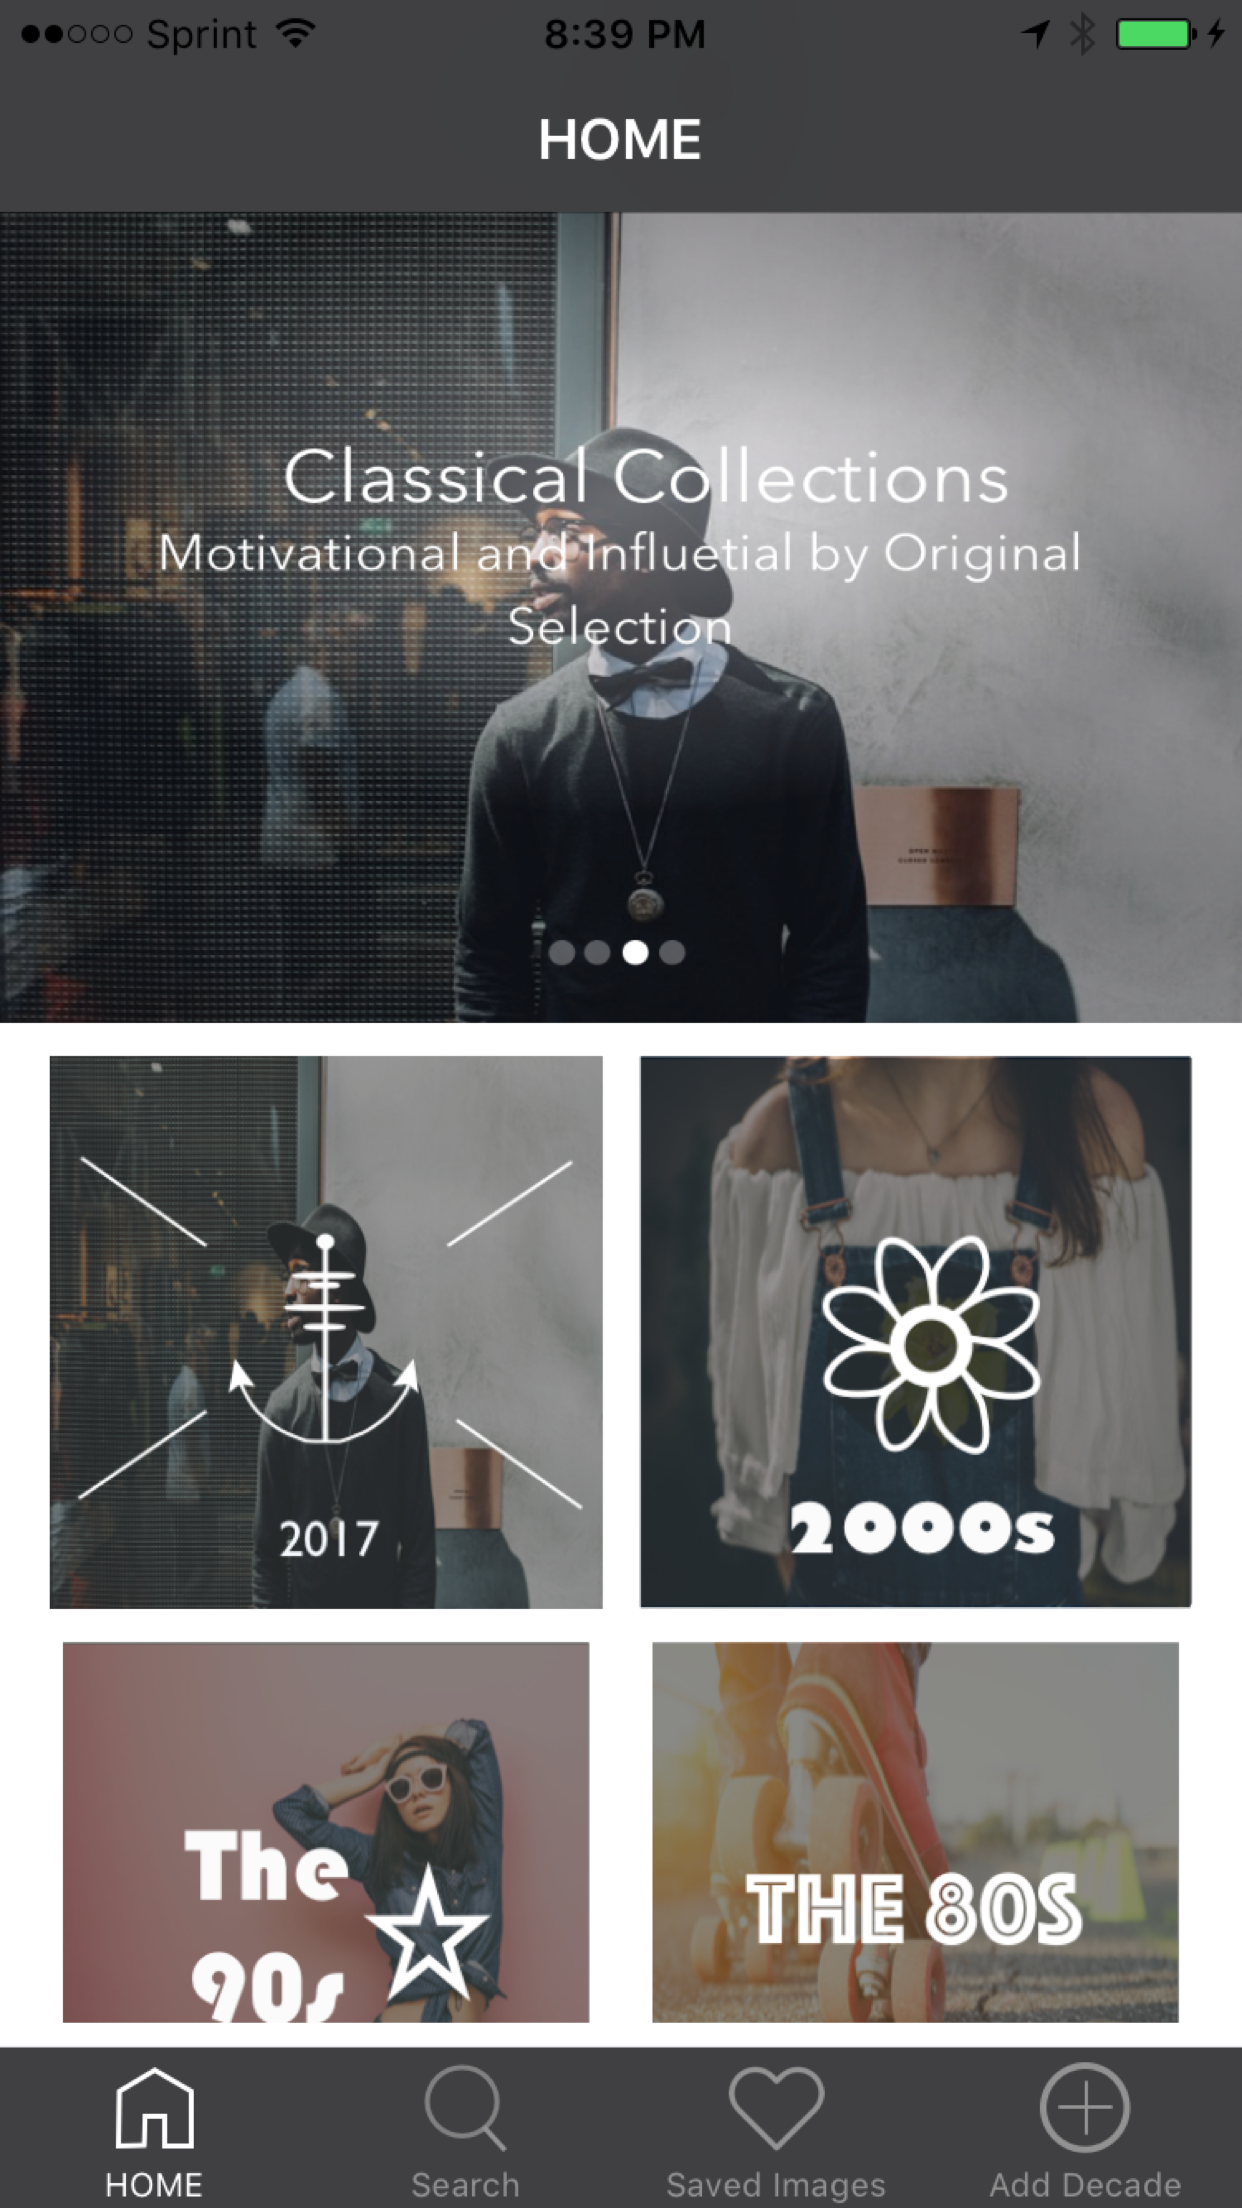 Sprint
8:39 PM
HOME
Classical Collections
Motivational and Influetial by Original
Selection
2017
2000s
The
90s
THE 80S
HOME
Search
Saved Images
Add Decade